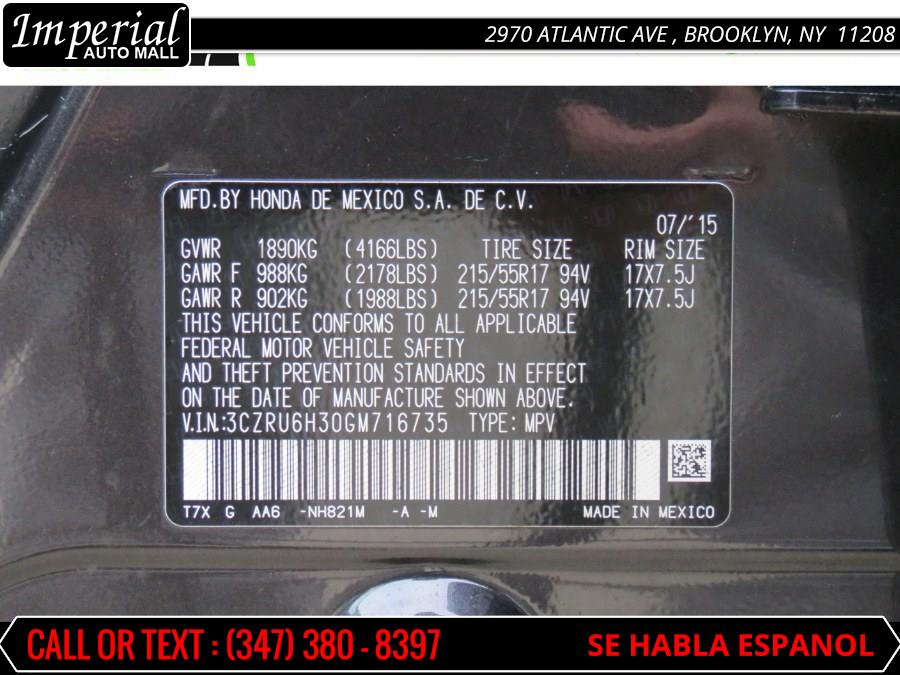 Imperial
AUTO MALL
2970 ATLANTIC AVE , BROOKLYN, NY 11208
MFD.BY HONDA DE MEXICO S.A. DE C.V.
07/'15
GVWR 1890KG (4166LBS) TIRE SIZE RIM SIZE
GAWR F 988KG (2178LBS) 215/55R17 94V 17X7.5J
GAWR R 902KG (1988LBS) 215/55R17 94V 17X7.5J
THIS VEHICLE CONFORMS TO ALL APPLICABLE
FEDERAL MOTOR VEHICLE SAFETY
AND THEFT PREVENTION STANDARDS IN EFFECT
ON THE DATE OF MANUFACTURE SHOWN ABOVE.
V.I.N.:3CZRU6H30GM716735 TYPE: MPV
T7X G AA6 -NH821M -A -M MADE IN MEXICO
CALL OR TEXT : (347) 380 - 8397 SE HABLA ESPANOL